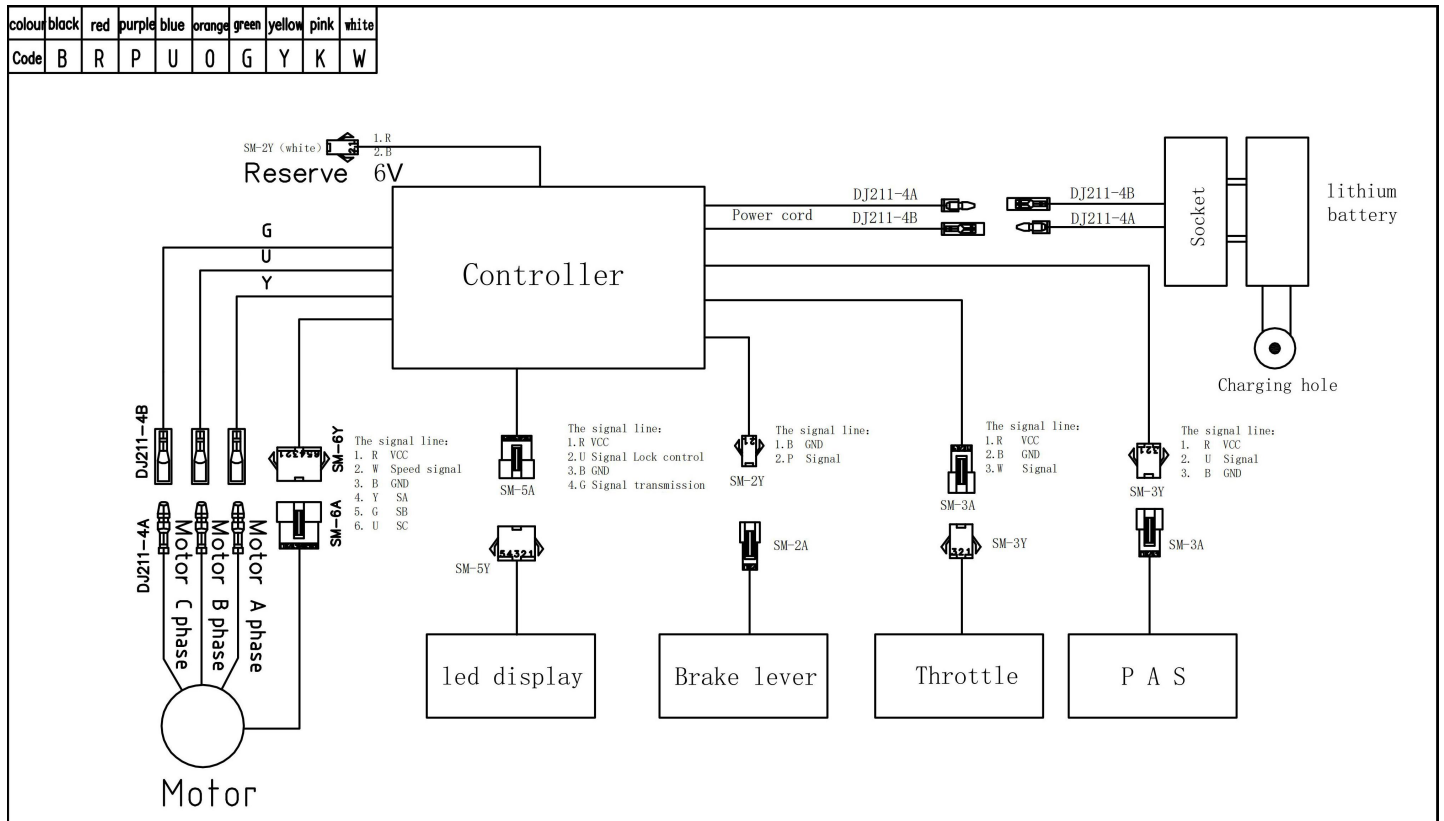 colour black red purple blue orange green yellow pink white
Code B R P U O G Y K W
SM-2Y (white)
21
1.R
2.B
Reserve 6V
G
U
Y
Controller
Power cord
DJ211-4A
DJ211-4B
DJ211-4B
DJ211-4A
Socket
lithium
battery
Charging hole
DJ211-4B
DJ211-4A
SM-6Y
SM-6A
The signal line:
1. R VCC
2. W Speed signal
3. B GND
4. Y SA
5. G SB
6. U SC
SM-5A
The signal line:
1.R VCC
2.U Signal Lock control
3.B GND
4.G Signal transmission
54321
SM-5Y
SM-2Y
The signal line:
1.B GND
2.P Signal
SM-2A
The signal line:
1.R VCC
2.B GND
3.W Signal
SM-3A
321
SM-3Y
The signal line:
1. R VCC
2. U Signal
3. B GND
SM-3Y
SM-3A
Motor C phase
Motor B phase
Motor A phase
Motor
led display
Brake lever
Throttle
P A S